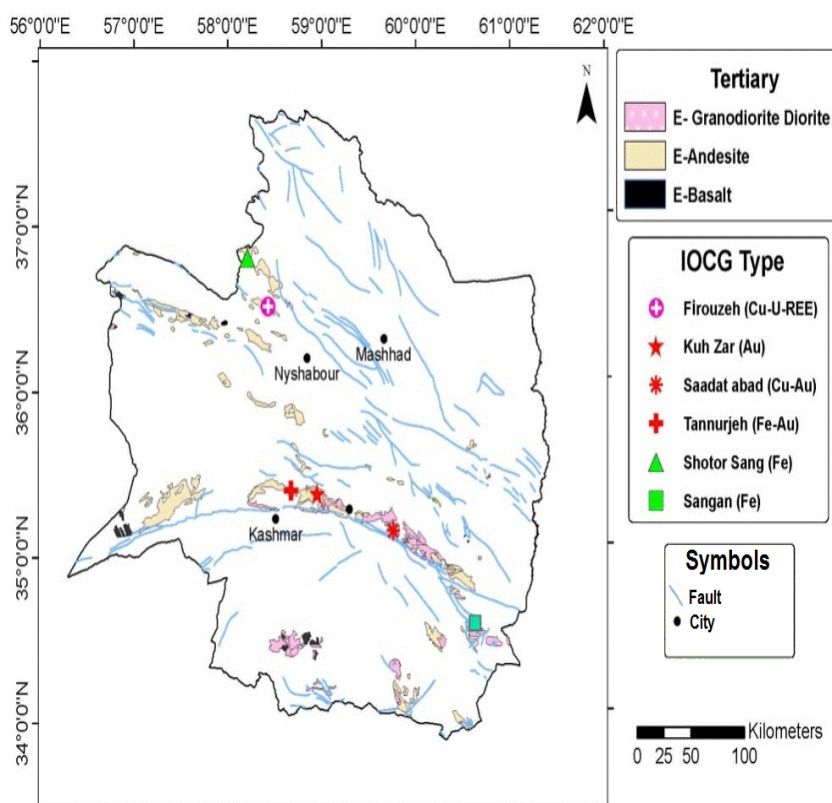 56°0'0"E 57°0'0"E 58°0'0"E 59°0'0"E 60°0'0"E 61°0'0"E 62°0'0"E
37°0'0"N
36°0'0"N
35°0'0"N
34°0'0"N
N
Mashhad
Nyshabour
Kashmar
Tertiary
E- Granodiorite Diorite
E-Andesite
E-Basalt
IOCG Type
Firouzeh (Cu-U-REE)
Kuh Zar (Au)
Saadat abad (Cu-Au)
Tannurjeh (Fe-Au)
Shotor Sang (Fe)
Sangan (Fe)
Symbols
Fault
City
Kilometers
0 25 50 100